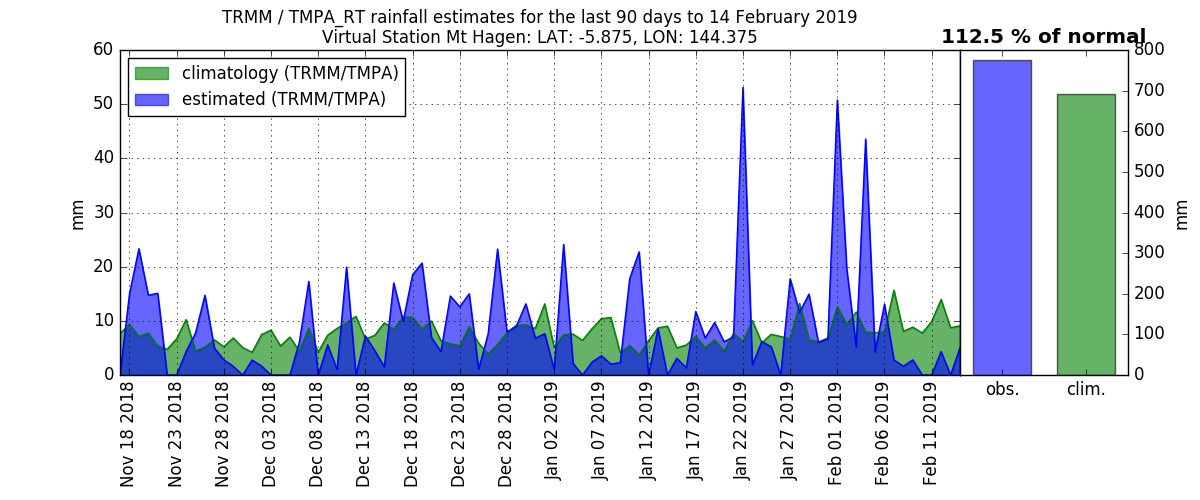 TRMM / TMPA_RT rainfall estimates for the last 90 days to 14 February 2019
Virtual Station Mt Hagen: LAT: -5.875, LON: 144.375
112.5 % of normal
climatology (TRMM/TMPA)
estimated (TRMM/TMPA)
60
50
40
30
20
10
0
mm
800
700
600
500
400
300
200
100
0
mm
Nov 18 2018
Nov 23 2018
Nov 28 2018
Dec 03 2018
Dec 08 2018
Dec 13 2018
Dec 18 2018
Dec 23 2018
Dec 28 2018
Jan 02 2019
Jan 07 2019
Jan 12 2019
Jan 17 2019
Jan 22 2019
Jan 27 2019
Feb 01 2019
Feb 06 2019
Feb 11 2019
obs.
clim.